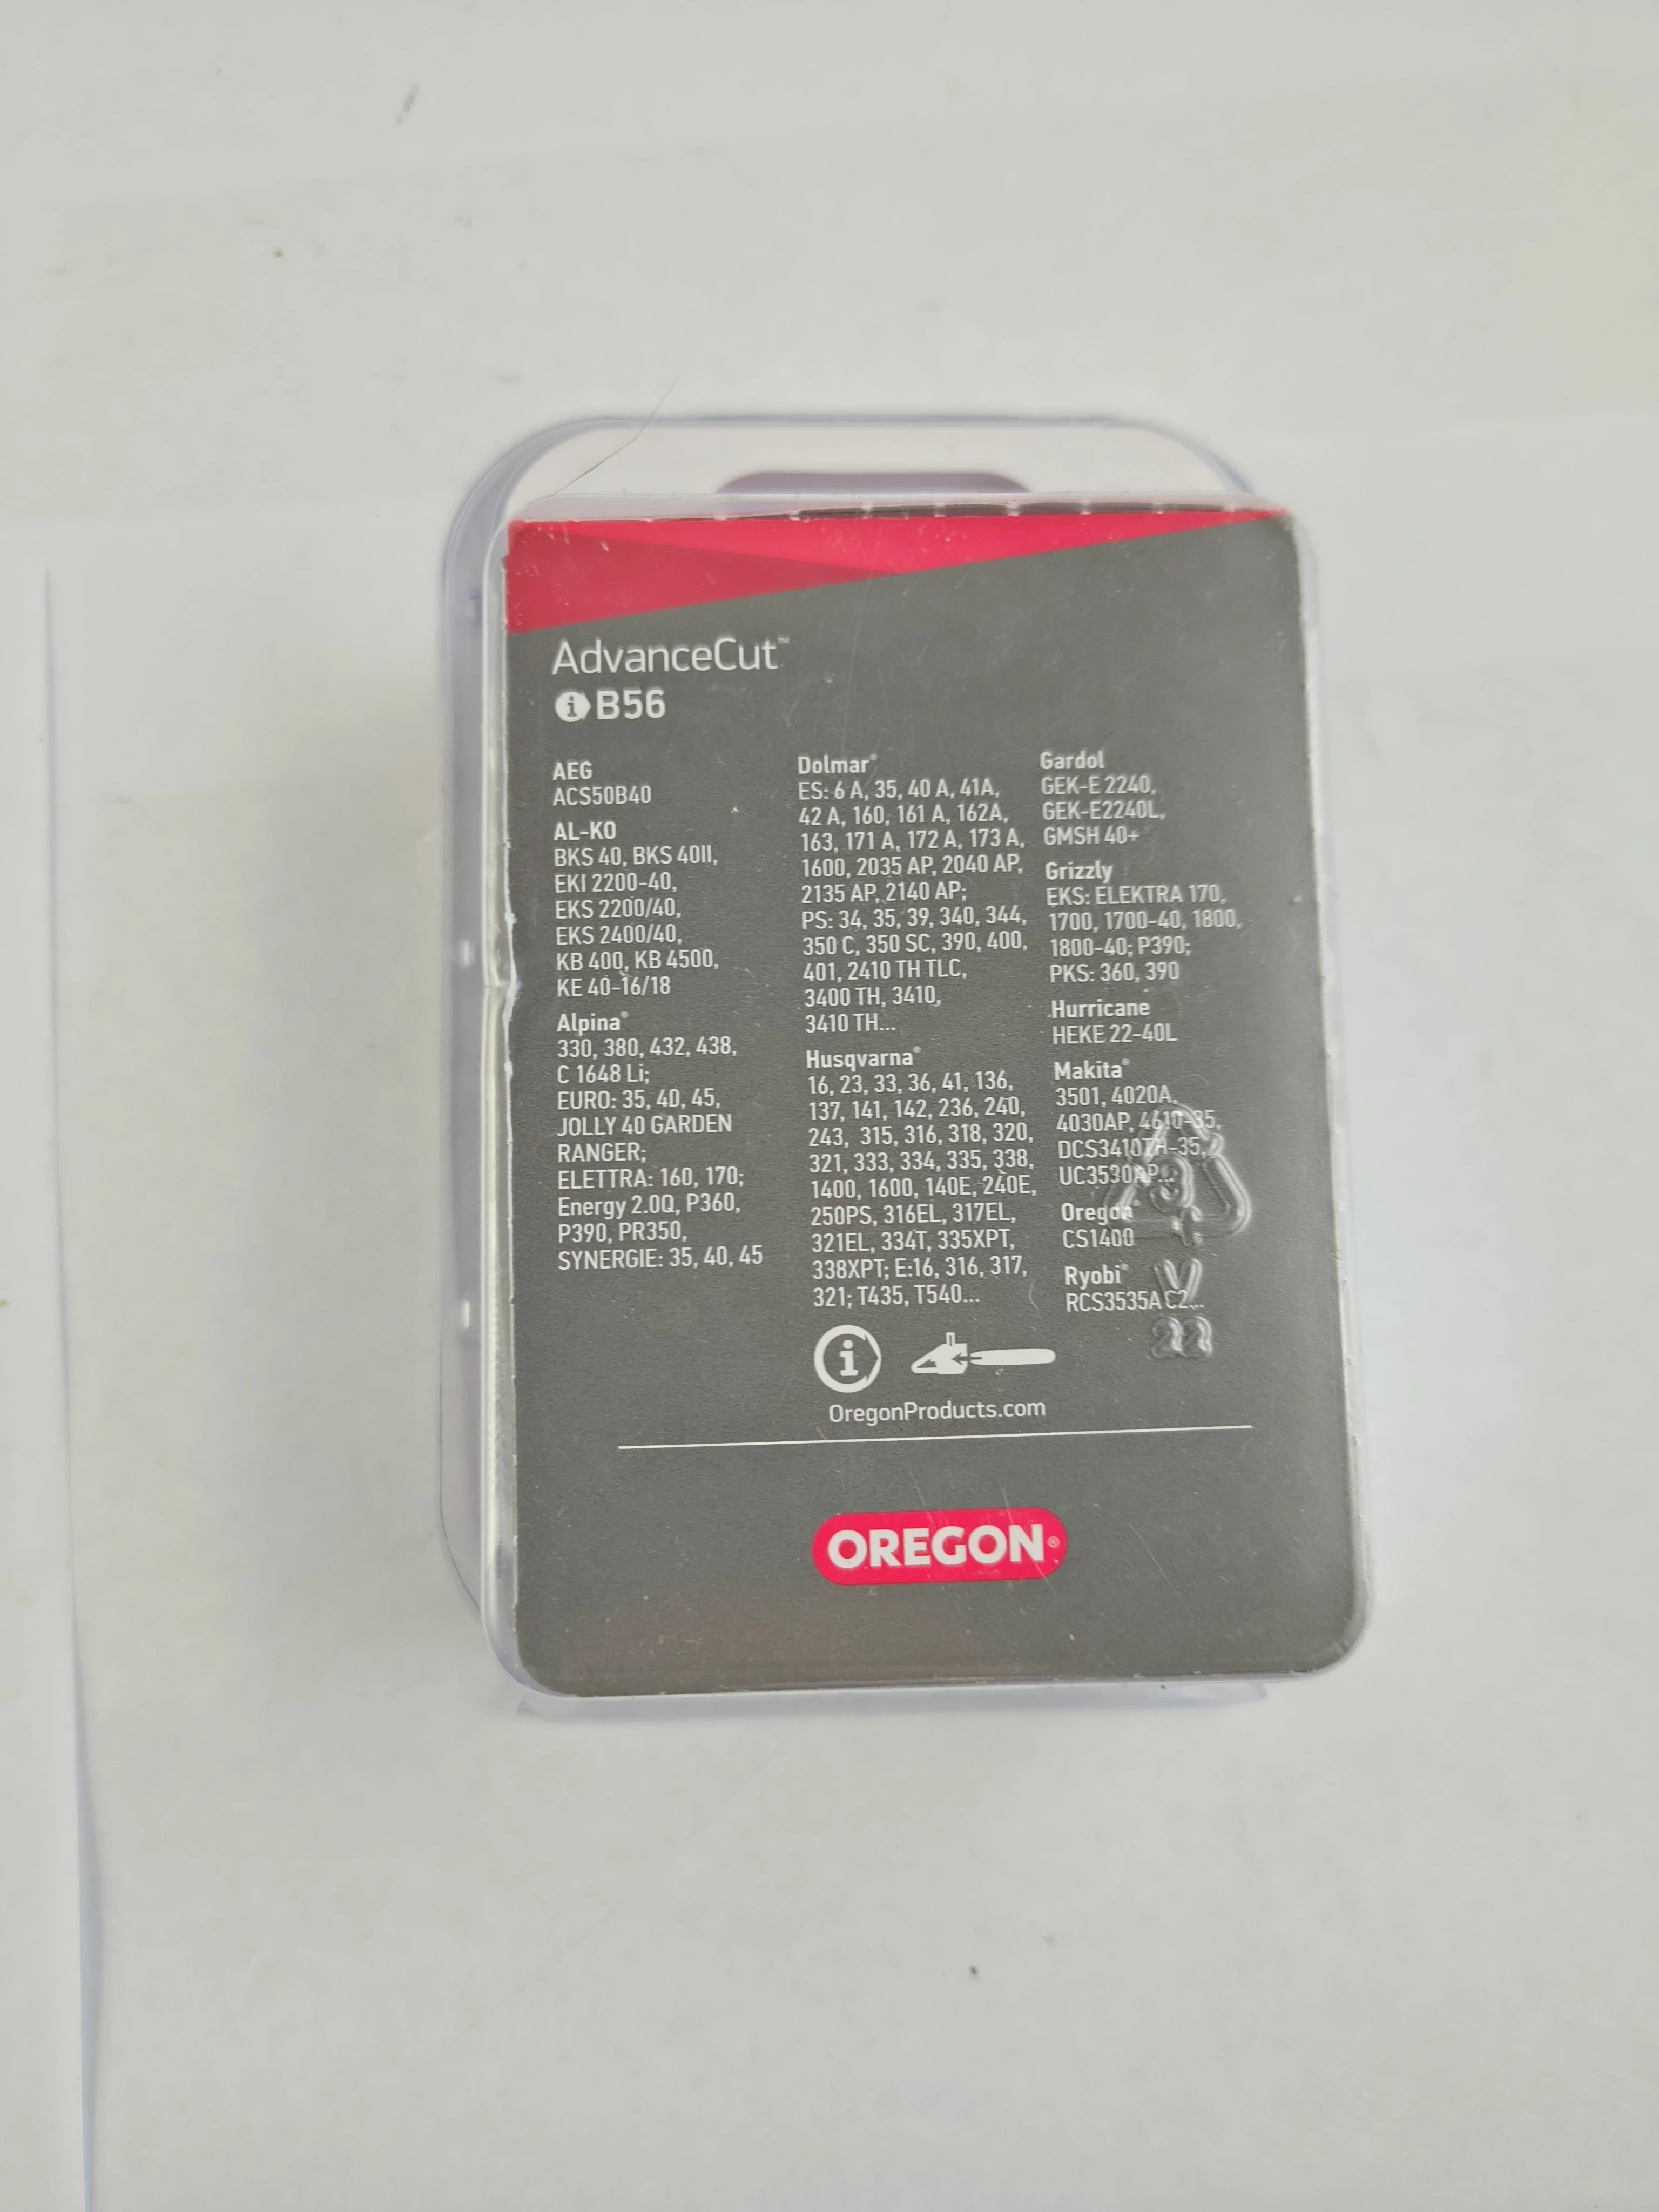 AdvanceCut™
i B56
AEG
ACS50B40
AL-KO
BKS 40, BKS 40II,
EKI 2200-40,
EKS 2200/40,
EKS 2400/40,
KB 400, KB 4500,
KE 40-16/18
Alpina®
330, 380, 432, 438,
C 1648 Li;
EURO: 35, 40, 45,
JOLLY 40 GARDEN
RANGER;
ELETTRA: 160, 170;
Energy 2.0Q, P360,
P390, PR350,
SYNERGIE: 35, 40, 45
Dolmar®
ES: 6 A, 35, 40 A, 41A,
42 A, 160, 161 A, 162A,
163, 171 A, 172 A, 173 A,
1600, 2035 AP, 2040 AP,
2135 AP, 2140 AP;
PS: 34, 35, 39, 340, 344,
350 C, 350 SC, 390, 400,
401, 2410 TH TLC,
3400 TH, 3410,
3410 TH...
Husqvarna®
16, 23, 33, 36, 41, 136,
137, 141, 142, 236, 240,
243, 315, 316, 318, 320,
321, 333, 334, 335, 338,
1400, 1600, 140E, 240E,
250PS, 316EL, 317EL,
321EL, 334T, 335XPT,
338XPT; E:16, 316, 317,
321; T435, T540...
Gardol
GEK-E 2240,
GEK-E2240L,
GMSH 40+
Grizzly
EKS: ELEKTRA 170,
1700, 1700-40, 1800,
1800-40; P390;
PKS: 360, 390
Hurricane
HEKE 22-40L
Makita®
3501, 4020A,
4030AP, 4610-35,
DCS3410TH-35,
UC3530AP...
Oregon®
CS1400
Ryobi®
RCS3535A C2...
V
22
i
OregonProducts.com
OREGON®